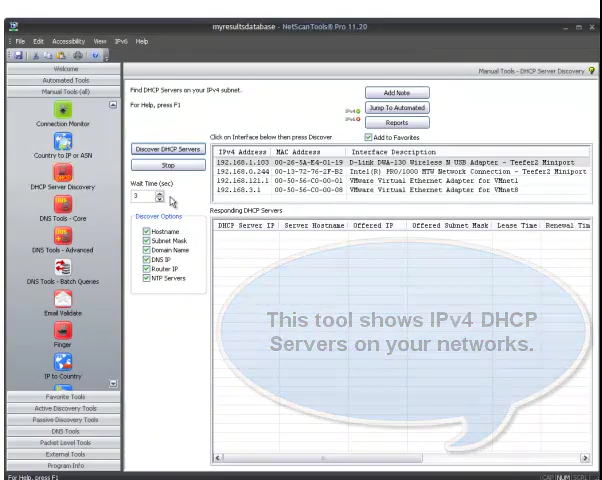 myresultsdatabase - NetScanTools® Pro 11.20
File Edit Accessibility View IPv6 Help
Welcome
Automated Tools
Manual Tools (all)
Manual Tools - DHCP Server Discovery
Connection Monitor
Country to IP or ASN
DHCP Server Discovery
DNS Tools - Core
DNS Tools - Advanced
DNS Tools - Batch Queries
Email Validate
Finger
IP to Country
Favorite Tools
Active Discovery Tools
Passive Discovery Tools
DNS Tools
Packet Level Tools
External Tools
Program Info
Find DHCP Servers on your IPv4 subnet.
For Help, press F1
Add Note
IPv4
Jump To Automated
IPv6
Reports
Add to Favorites
Click on Interface below then press Discover
Discover DHCP Servers
Stop
Wait Time (sec)
3
Discover Options
Hostname
Subnet Mask
Domain Name
DNS IP
Router IP
NTP Servers
IPv4 Address MAC Address Interface Description
192.168.1.103 00-26-5A-E4-01-19 D-link DWA-130 Wireless N USB Adapter - Teefer2 Miniport
192.168.0.244 00-13-72-76-2F-B2 Intel(R) PRO/1000 MTW Network Connection - Teefer2 Miniport
192.168.121.1 00-50-56-C0-00-01 VMware Virtual Ethernet Adapter for VMnet1
192.168.3.1 00-50-56-C0-00-08 VMware Virtual Ethernet Adapter for VMnet8
Responding DHCP Servers
DHCP Server IP Server Hostname Offered IP Offered Subnet Mask Lease Time Renewal Tim
This tool shows IPv4 DHCP
Servers on your networks.
For Help, press F1
CAP NUM SCRL